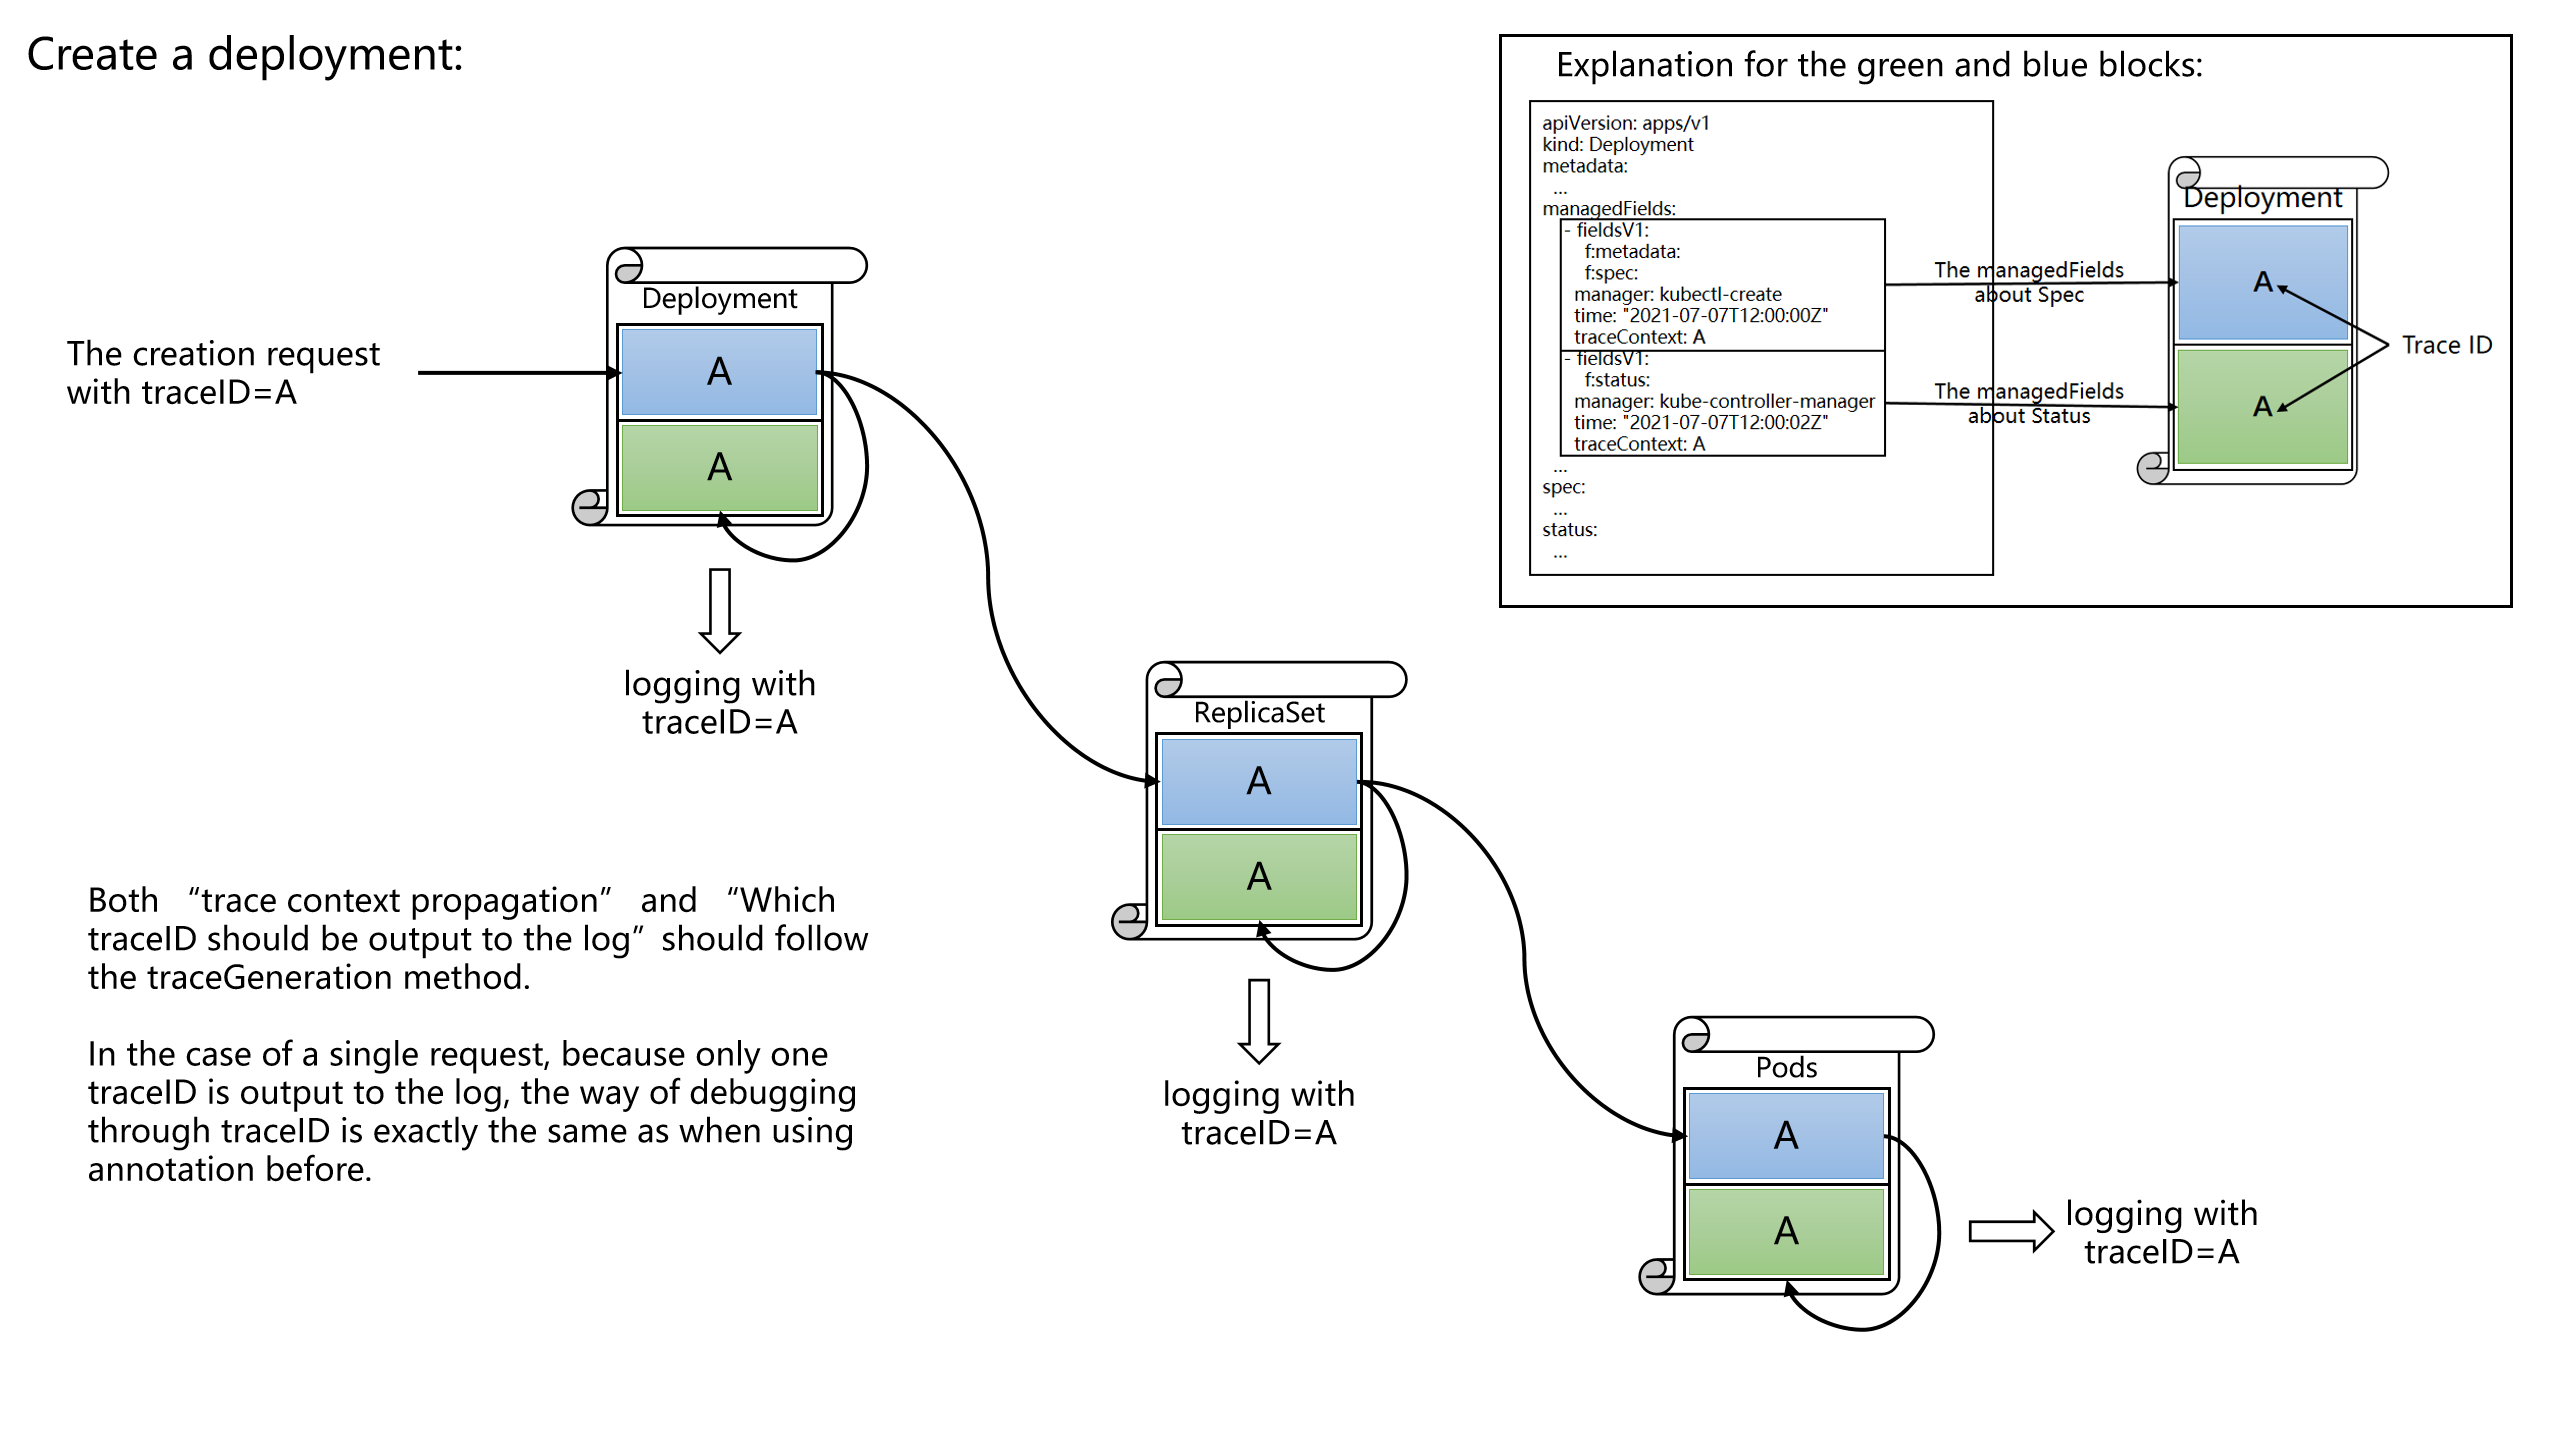 Create a deployment:
Explanation for the green and blue blocks:
apiVersion: apps/v1
kind: Deployment
metadata:
...
managedFields:
- fieldsV1:
f:metadata:
f:spec:
manager: kubectl-create
time: "2021-07-07T12:00:00Z"
traceContext: A
- fieldsV1:
f:status:
manager: kube-controller-manager
time: "2021-07-07T12:00:02Z"
traceContext: A
...
spec:
...
status:
...
The managedFields
about Spec
The managedFields
about Status
Deployment
A
A
Trace ID
The creation request
with traceID=A
Deployment
A
A
logging with
traceID=A
ReplicaSet
A
A
logging with
traceID=A
Pods
A
A
logging with
traceID=A
Both “trace context propagation” and “Which
traceID should be output to the log” should follow
the traceGeneration method.
In the case of a single request, because only one
traceID is output to the log, the way of debugging
through traceID is exactly the same as when using
annotation before.